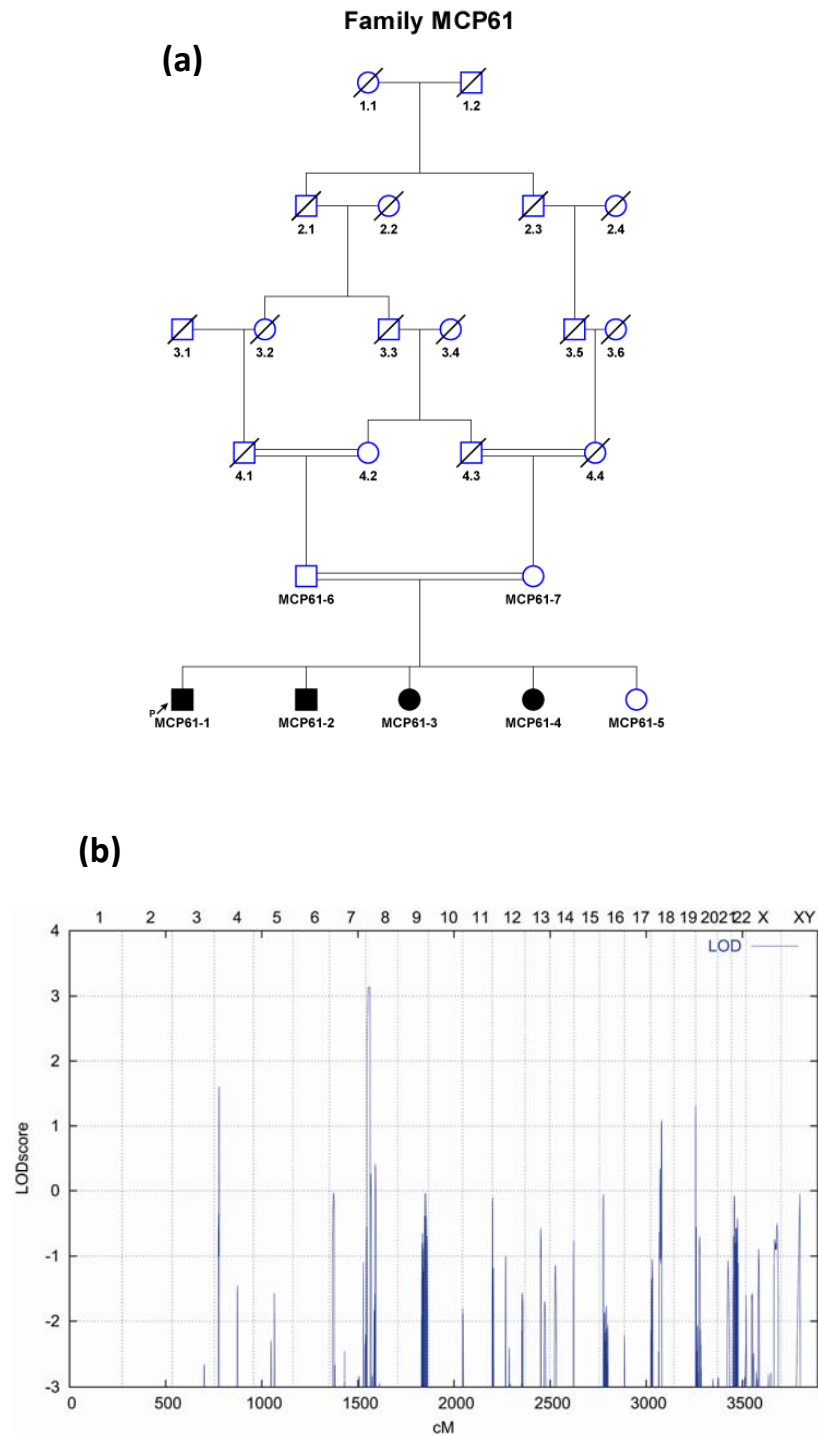 Family MCP61
(a)
1.1 1.2
2.1 2.2 2.3 2.4
3.1 3.2 3.3 3.4 3.5 3.6
4.1 4.2 4.3 4.4
MCP61-6 MCP61-7
P
MCP61-1 MCP61-2 MCP61-3 MCP61-4 MCP61-5
(b)
1 2 3 4 5 6 7 8 9 10 11 12 13 14 15 16 17 18 19 202122 X XY
4
LOD
3
2
1
0
-1
-2
-3
LODscore
0 500 1000 1500 2000 2500 3000 3500
cM